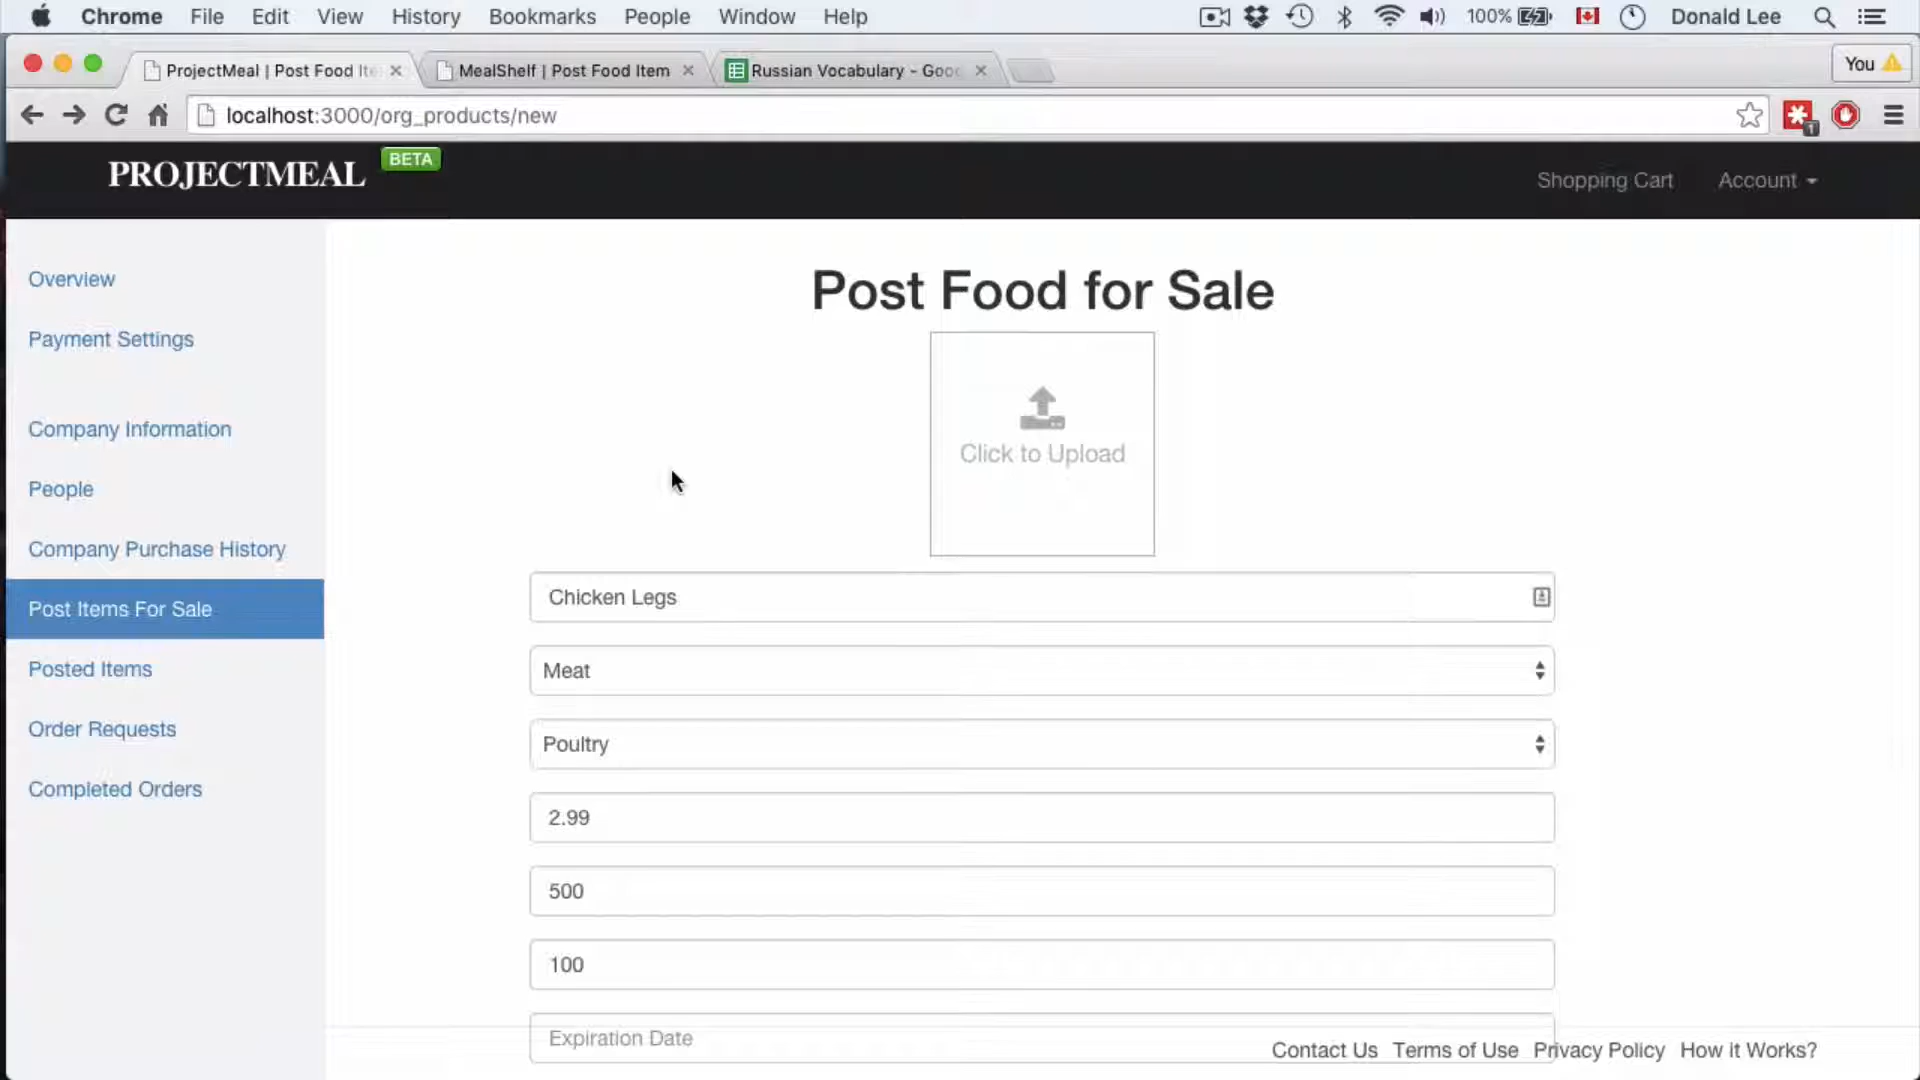 Chrome File Edit View History Bookmarks People Window Help 100% Donald Lee
ProjectMeal | Post Food Ite MealShelf | Post Food Item Russian Vocabulary - Goo You
localhost:3000/org_products/new
1
PROJECTMEAL BETA Shopping Cart Account
Overview
Payment Settings
Company Information
People
Company Purchase History
Post Items For Sale
Posted Items
Order Requests
Completed Orders
Post Food for Sale
Click to Upload
Chicken Legs
Meat
Poultry
2.99
500
100
Expiration Date
Contact Us Terms of Use Privacy Policy How it Works?